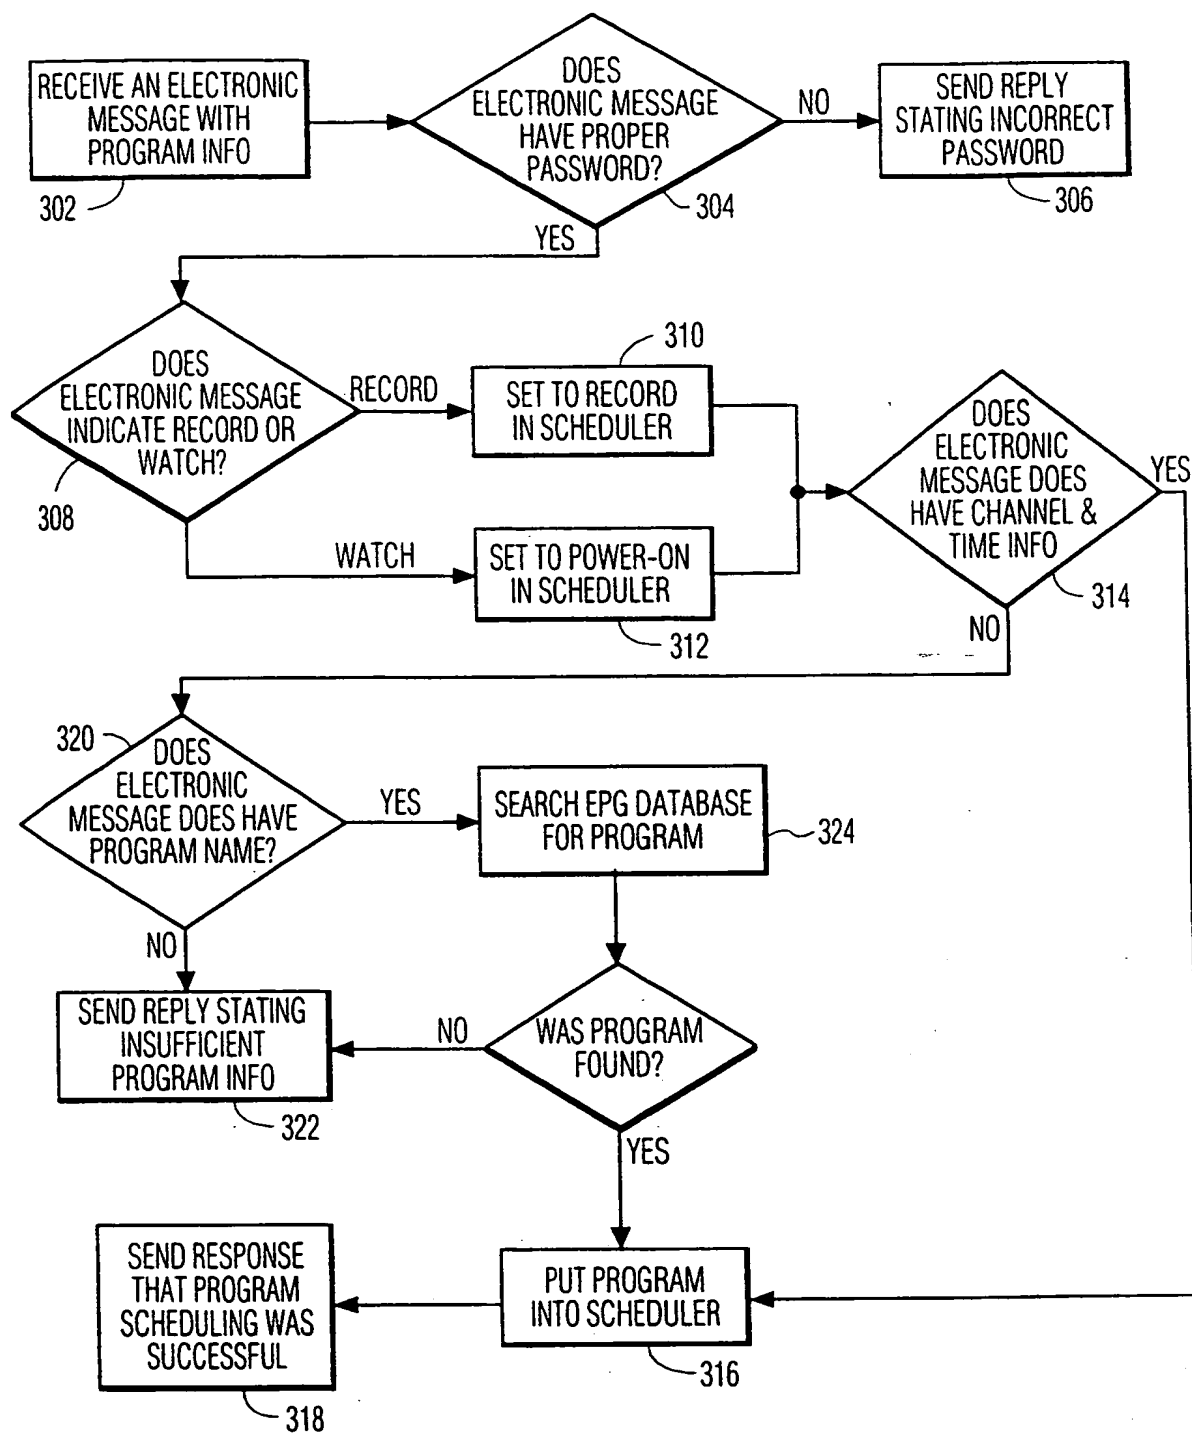 RECEIVE AN ELECTRONIC
MESSAGE WITH
PROGRAM INFO
302
DOES
ELECTRONIC MESSAGE
HAVE PROPER
PASSWORD?
304
NO
SEND REPLY
STATING INCORRECT
PASSWORD
306
YES
DOES
ELECTRONIC MESSAGE
INDICATE RECORD OR
WATCH?
308
RECORD
310
SET TO RECORD
IN SCHEDULER
WATCH
SET TO POWER-ON
IN SCHEDULER
312
DOES
ELECTRONIC
MESSAGE DOES
HAVE CHANNEL &
TIME INFO
314
YES
NO
320
DOES
ELECTRONIC
MESSAGE DOES HAVE
PROGRAM NAME?
YES
SEARCH EPG DATABASE
FOR PROGRAM
324
NO
SEND REPLY STATING
INSUFFICIENT
PROGRAM INFO
322
NO
WAS PROGRAM
FOUND?
YES
PUT PROGRAM
INTO SCHEDULER
316
SEND RESPONSE
THAT PROGRAM
SCHEDULING WAS
SUCCESSFUL
318